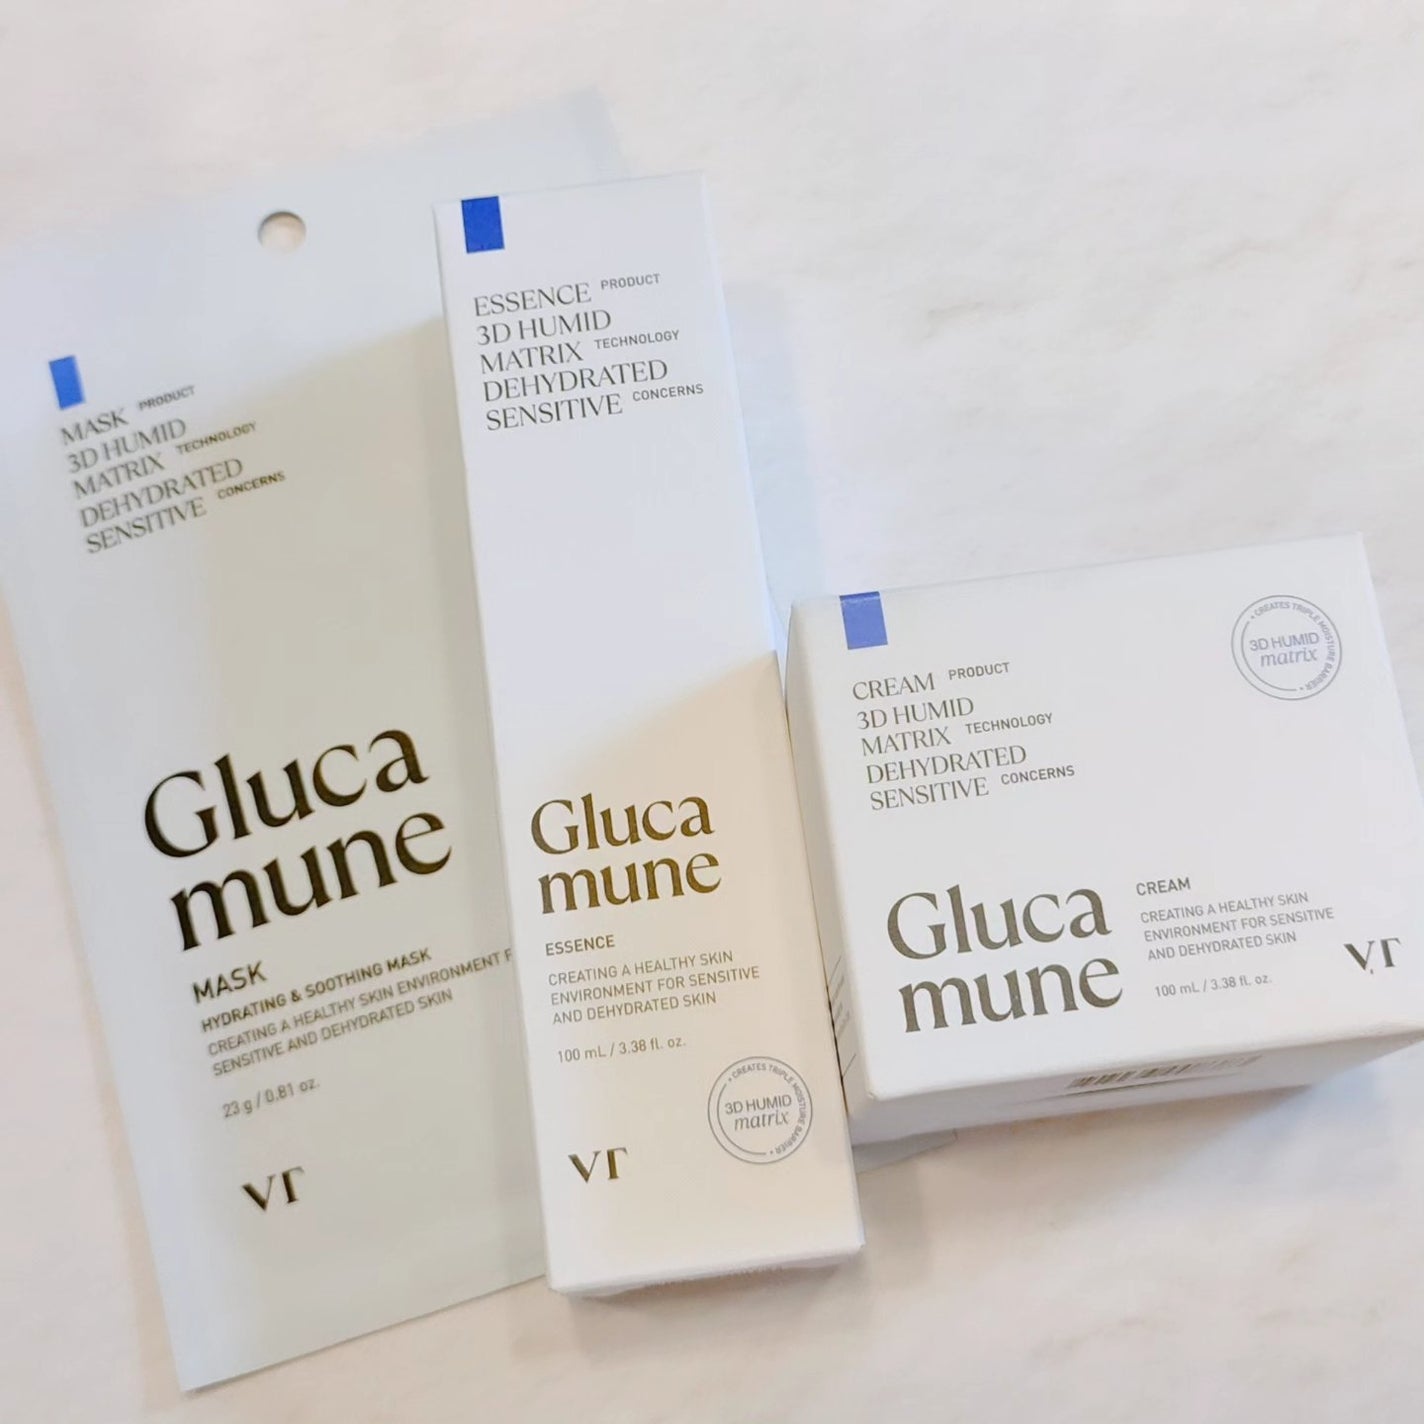 MASK PRODUCT
3D HUMID
MATRIX TECHNOLOGY
DEHYDRATED
SENSITIVE CONCERNS
Gluca
mune
MASK
HYDRATING & SOOTHING MASK
CREATING A HEALTHY SKIN ENVIRONMENT F
SENSITIVE AND DEHYDRATED SKIN
23 g / 0.81 oz.
VT
ESSENCE PRODUCT
3D HUMID
MATRIX TECHNOLOGY
DEHYDRATED
SENSITIVE CONCERNS
Gluca
mune
ESSENCE
CREATING A HEALTHY SKIN
ENVIRONMENT FOR SENSITIVE
AND DEHYDRATED SKIN
100 mL / 3.38 fl. oz.
• CREATES TRIPLE MOISTURE BARRIER •
3D HUMID
matrix
VT
CREAM PRODUCT
3D HUMID
MATRIX TECHNOLOGY
DEHYDRATED
SENSITIVE CONCERNS
• CREATES TRIPLE MOISTURE BARRIER •
3D HUMID
matrix
Gluca
mune
CREAM
CREATING A HEALTHY SKIN
ENVIRONMENT FOR SENSITIVE
AND DEHYDRATED SKIN
100 mL / 3.38 fl. oz.
VT